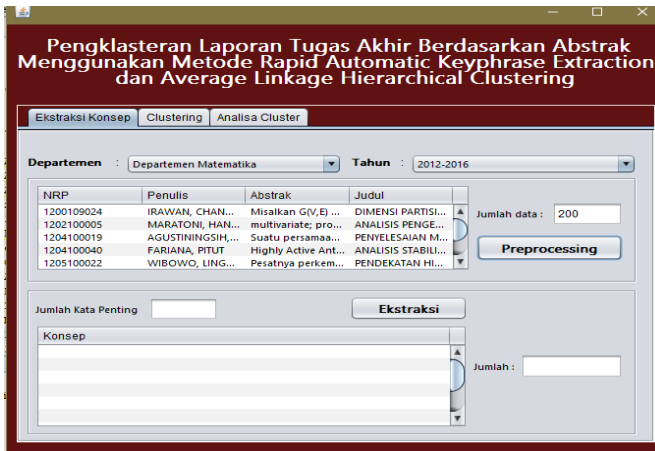 Pengklasteran Laporan Tugas Akhir Berdasarkan Abstrak
Menggunakan Metode Rapid Automatic Keyphrase Extraction
dan Average Linkage Hierarchical Clustering
Ekstraksi Konsep Clustering Analisa Cluster
Departemen : Departemen Matematika Tahun : 2012-2016
NRP Penulis Abstrak Judul
1200109024 IRAWAN, CHAN... Misalkan G(V,E) ... DIMENSI PARTISI...
1202100005 MARATONI, HAN... multivariate; pro... ANALISIS PENGE...
1204100019 AGUSTININGSIH,... Suatu persamaa... PENYELESAIAN M...
1204100040 FARIANA, PITUT Highly Active Ant... ANALISIS STABILI...
1205100022 WIBOWO, LING... Pesatnya perkem... PENDEKATAN HI...
Jumlah data : 200
Preprocessing
Jumlah Kata Penting Ekstraksi
Konsep
Jumlah :